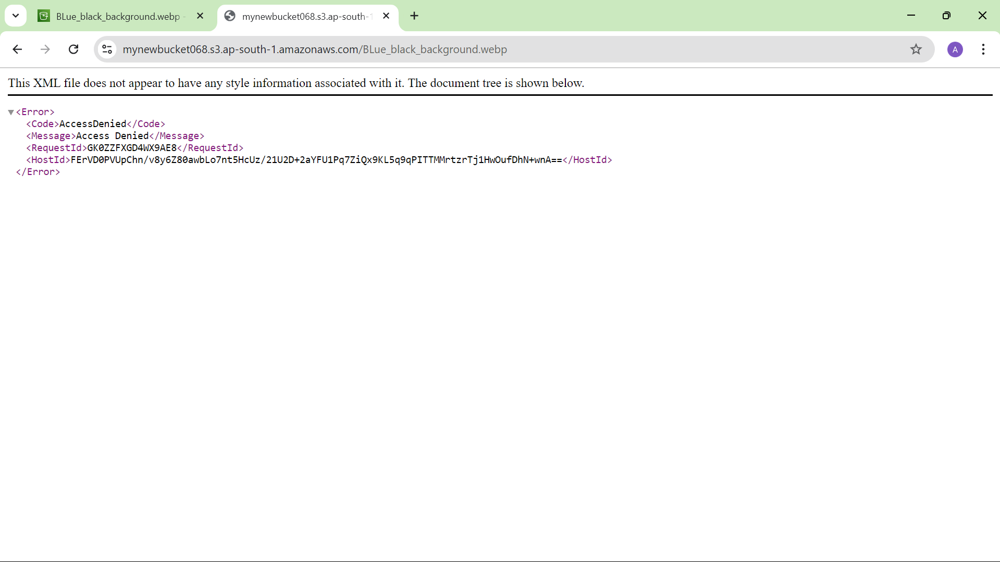 BLue_black_background.webp -
mynewbucket068.s3.ap-south-1
mynewbucket068.s3.ap-south-1.amazonaws.com/BLue_black_background.webp
A
This XML file does not appear to have any style information associated with it. The document tree is shown below.
▼<Error>
<Code>AccessDenied</Code>
<Message>Access Denied</Message>
<RequestId>GK0ZZFXGD4WX9AE8</RequestId>
<HostId>FErVD0PVUpChn/v8y6Z80awbLo7nt5HcUz/21U2D+2aYFU1Pq7ZiQx9KL5q9qPITTMMrtzrTj1HwOufDhN+wnA==</HostId>
</Error>